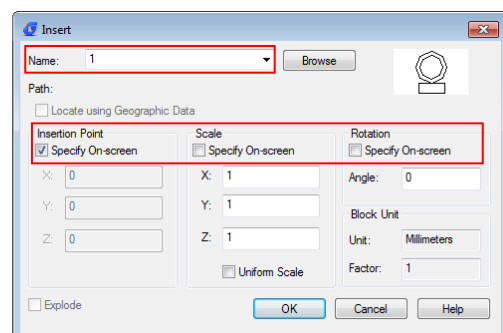 Insert
Name: 1 Browse
Path:
Locate using Geographic Data
Insertion Point Scale Rotation
Specify On-screen Specify On-screen Specify On-screen
X: 0 X: 1 Angle: 0
Y: 0 Y: 1
Block Unit
Z: 0 Z: 1 Unit: Millimeters
Uniform Scale Factor: 1
Explode OK Cancel Help